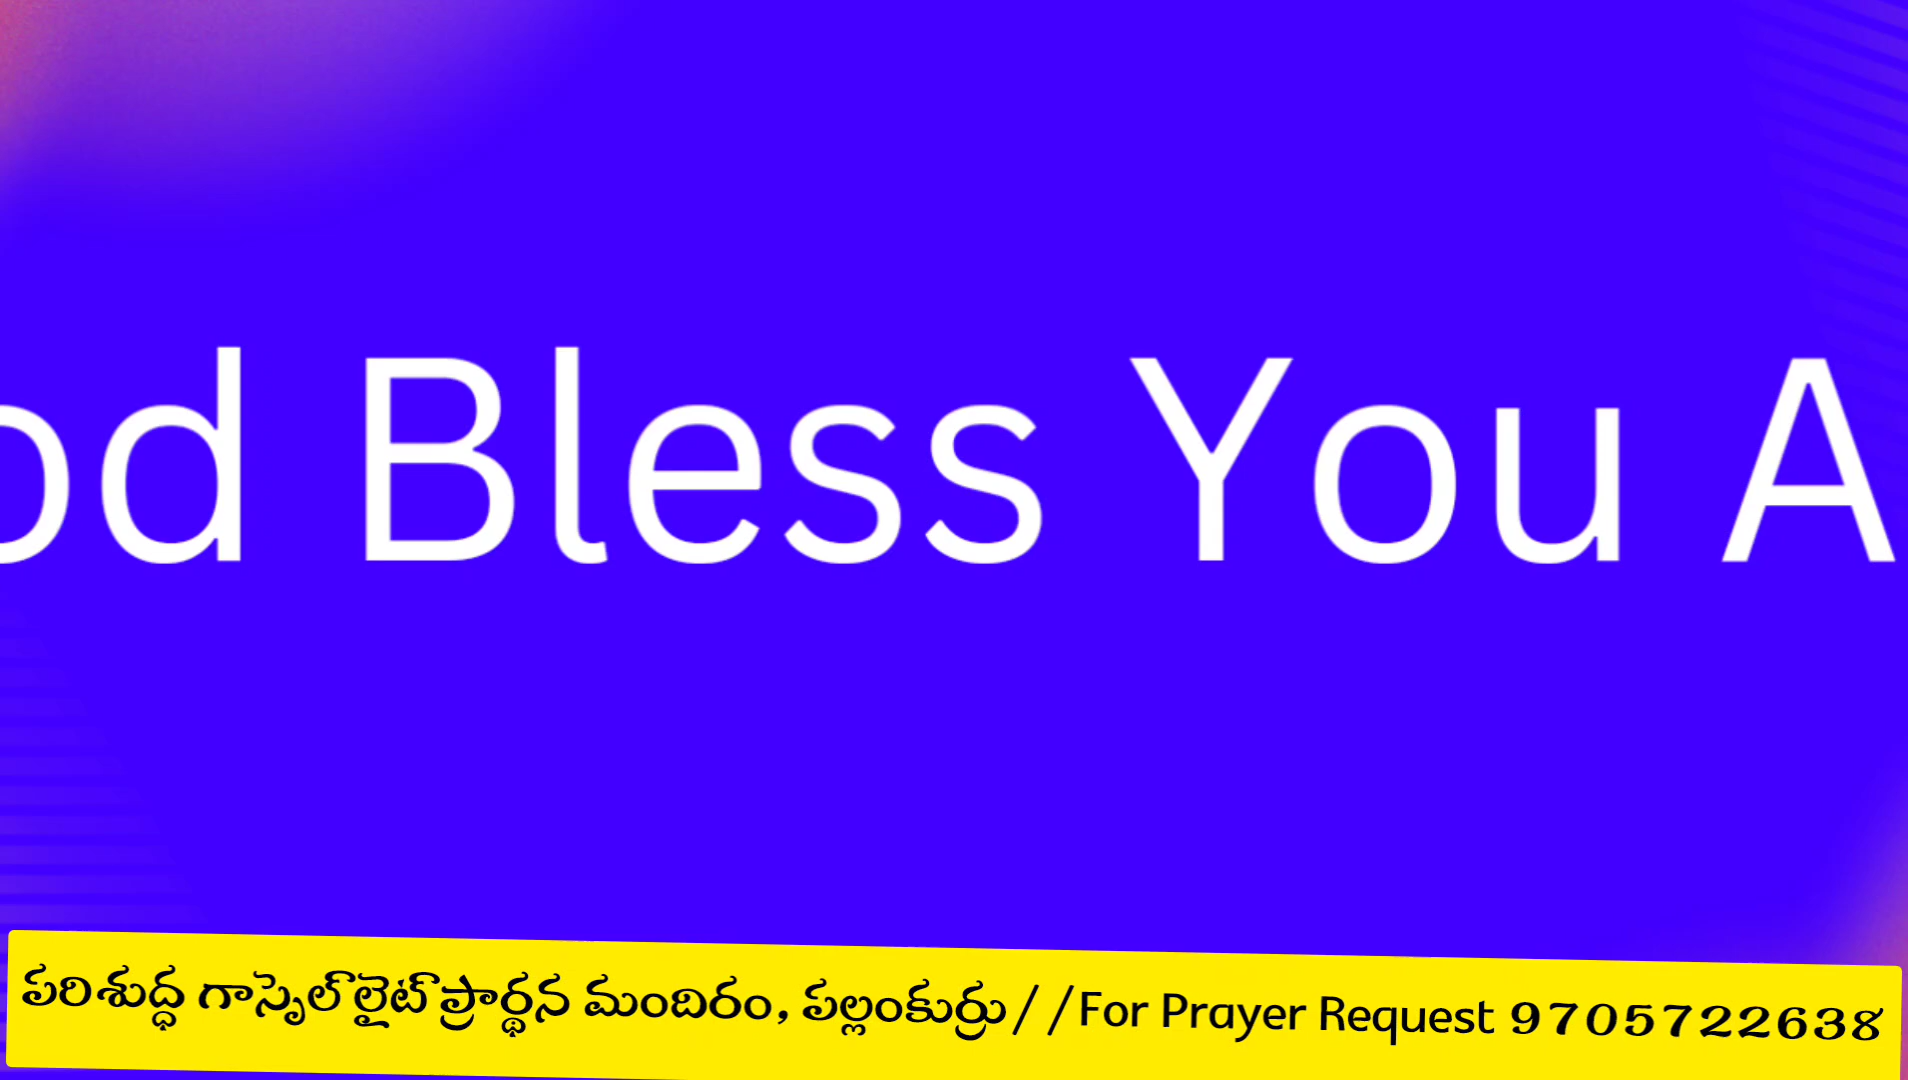 od Bless You A
పరిశుద్ధ గాస్పెల్ లైట్ ప్రార్థన మందిరం, పల్లంకుర్రు//For Prayer Request 9705722638